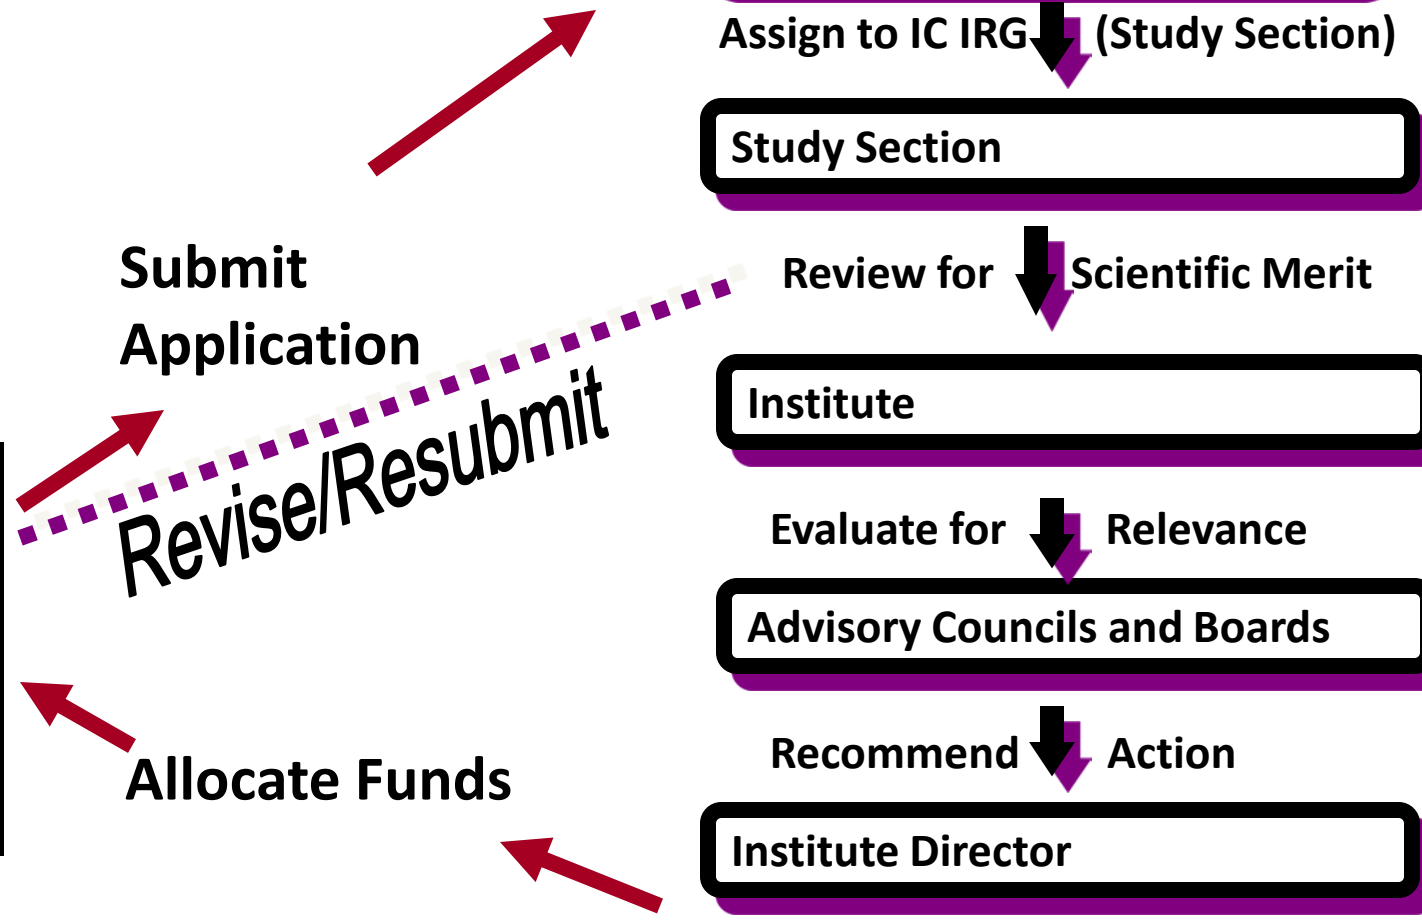 Assign to IC IRG (Study Section)
Study Section
Submit
Application
Review for Scientific Merit
Revise/Resubmit
Institute
Evaluate for Relevance
Advisory Councils and Boards
Recommend Action
Allocate Funds
Institute Director